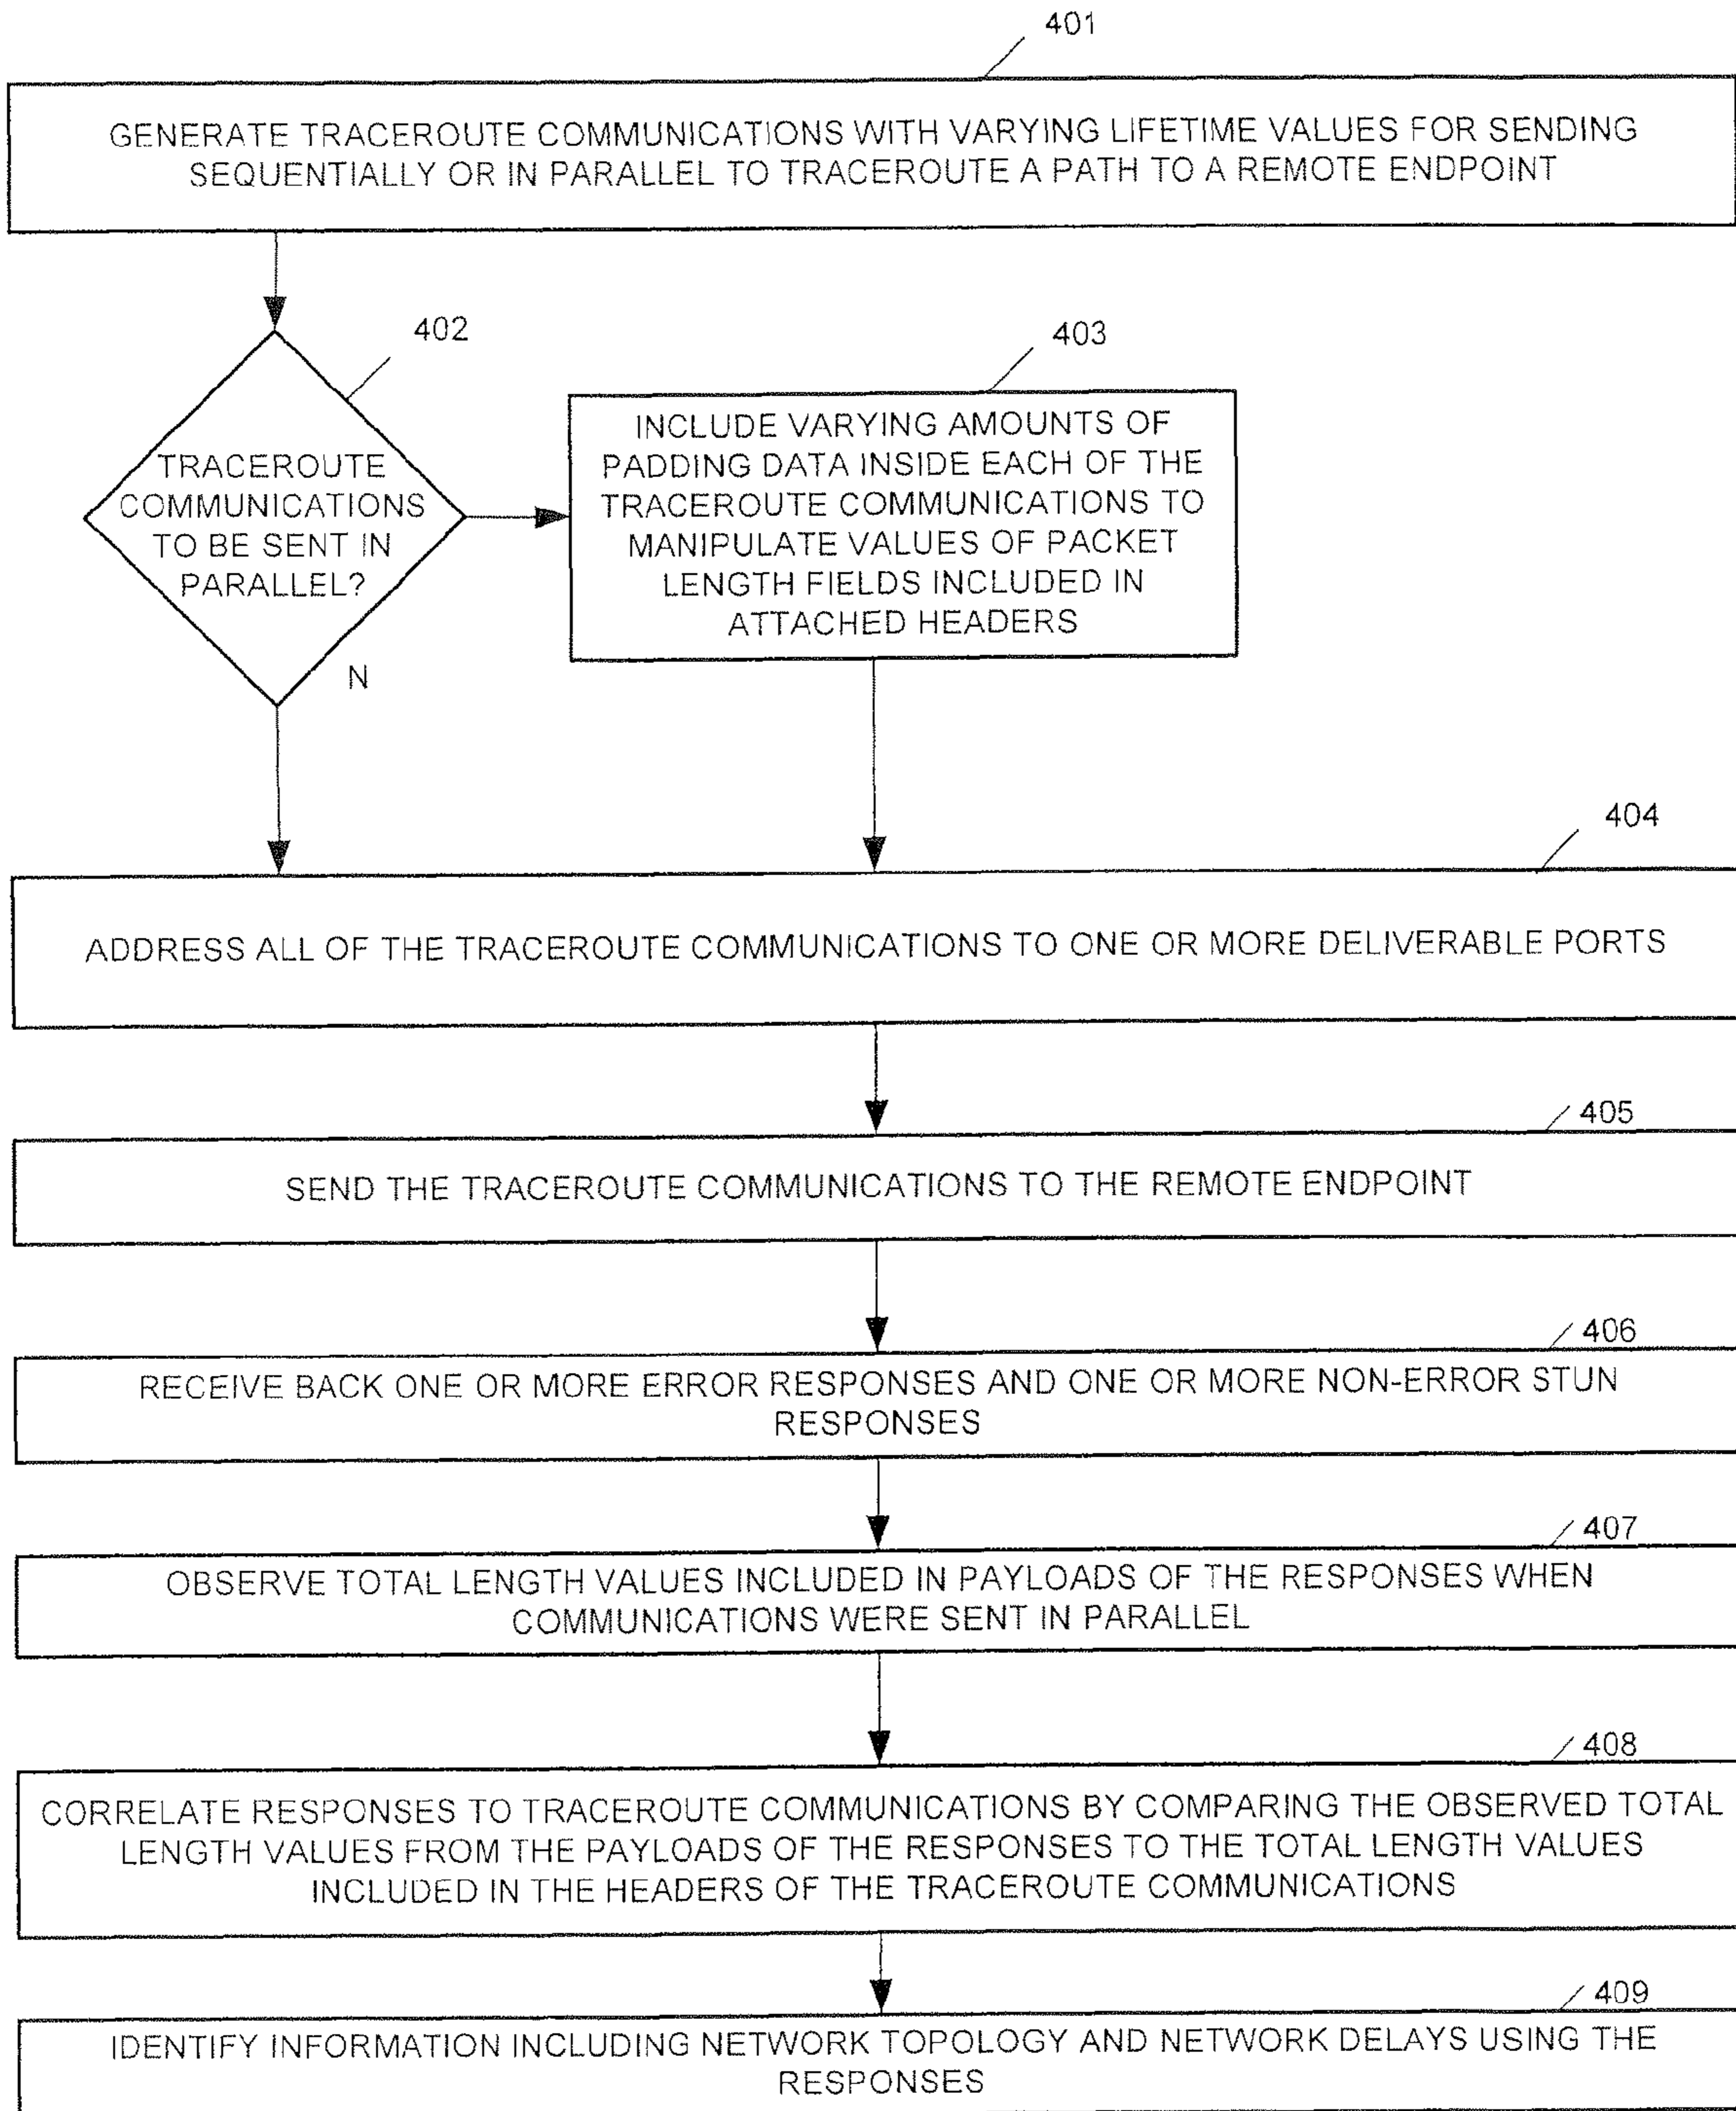 401
GENERATE TRACEROUTE COMMUNICATIONS WITH VARYING LIFETIME VALUES FOR SENDING
SEQUENTIALLY OR IN PARALLEL TO TRACEROUTE A PATH TO A REMOTE ENDPOINT
402
TRACEROUTE
COMMUNICATIONS
TO BE SENT IN
PARALLEL?
N
403
INCLUDE VARYING AMOUNTS OF
PADDING DATA INSIDE EACH OF THE
TRACEROUTE COMMUNICATIONS TO
MANIPULATE VALUES OF PACKET
LENGTH FIELDS INCLUDED IN
ATTACHED HEADERS
404
ADDRESS ALL OF THE TRACEROUTE COMMUNICATIONS TO ONE OR MORE DELIVERABLE PORTS
405
SEND THE TRACEROUTE COMMUNICATIONS TO THE REMOTE ENDPOINT
406
RECEIVE BACK ONE OR MORE ERROR RESPONSES AND ONE OR MORE NON-ERROR STUN
RESPONSES
407
OBSERVE TOTAL LENGTH VALUES INCLUDED IN PAYLOADS OF THE RESPONSES WHEN
COMMUNICATIONS WERE SENT IN PARALLEL
408
CORRELATE RESPONSES TO TRACEROUTE COMMUNICATIONS BY COMPARING THE OBSERVED TOTAL
LENGTH VALUES FROM THE PAYLOADS OF THE RESPONSES TO THE TOTAL LENGTH VALUES
INCLUDED IN THE HEADERS OF THE TRACEROUTE COMMUNICATIONS
409
IDENTIFY INFORMATION INCLUDING NETWORK TOPOLOGY AND NETWORK DELAYS USING THE
RESPONSES